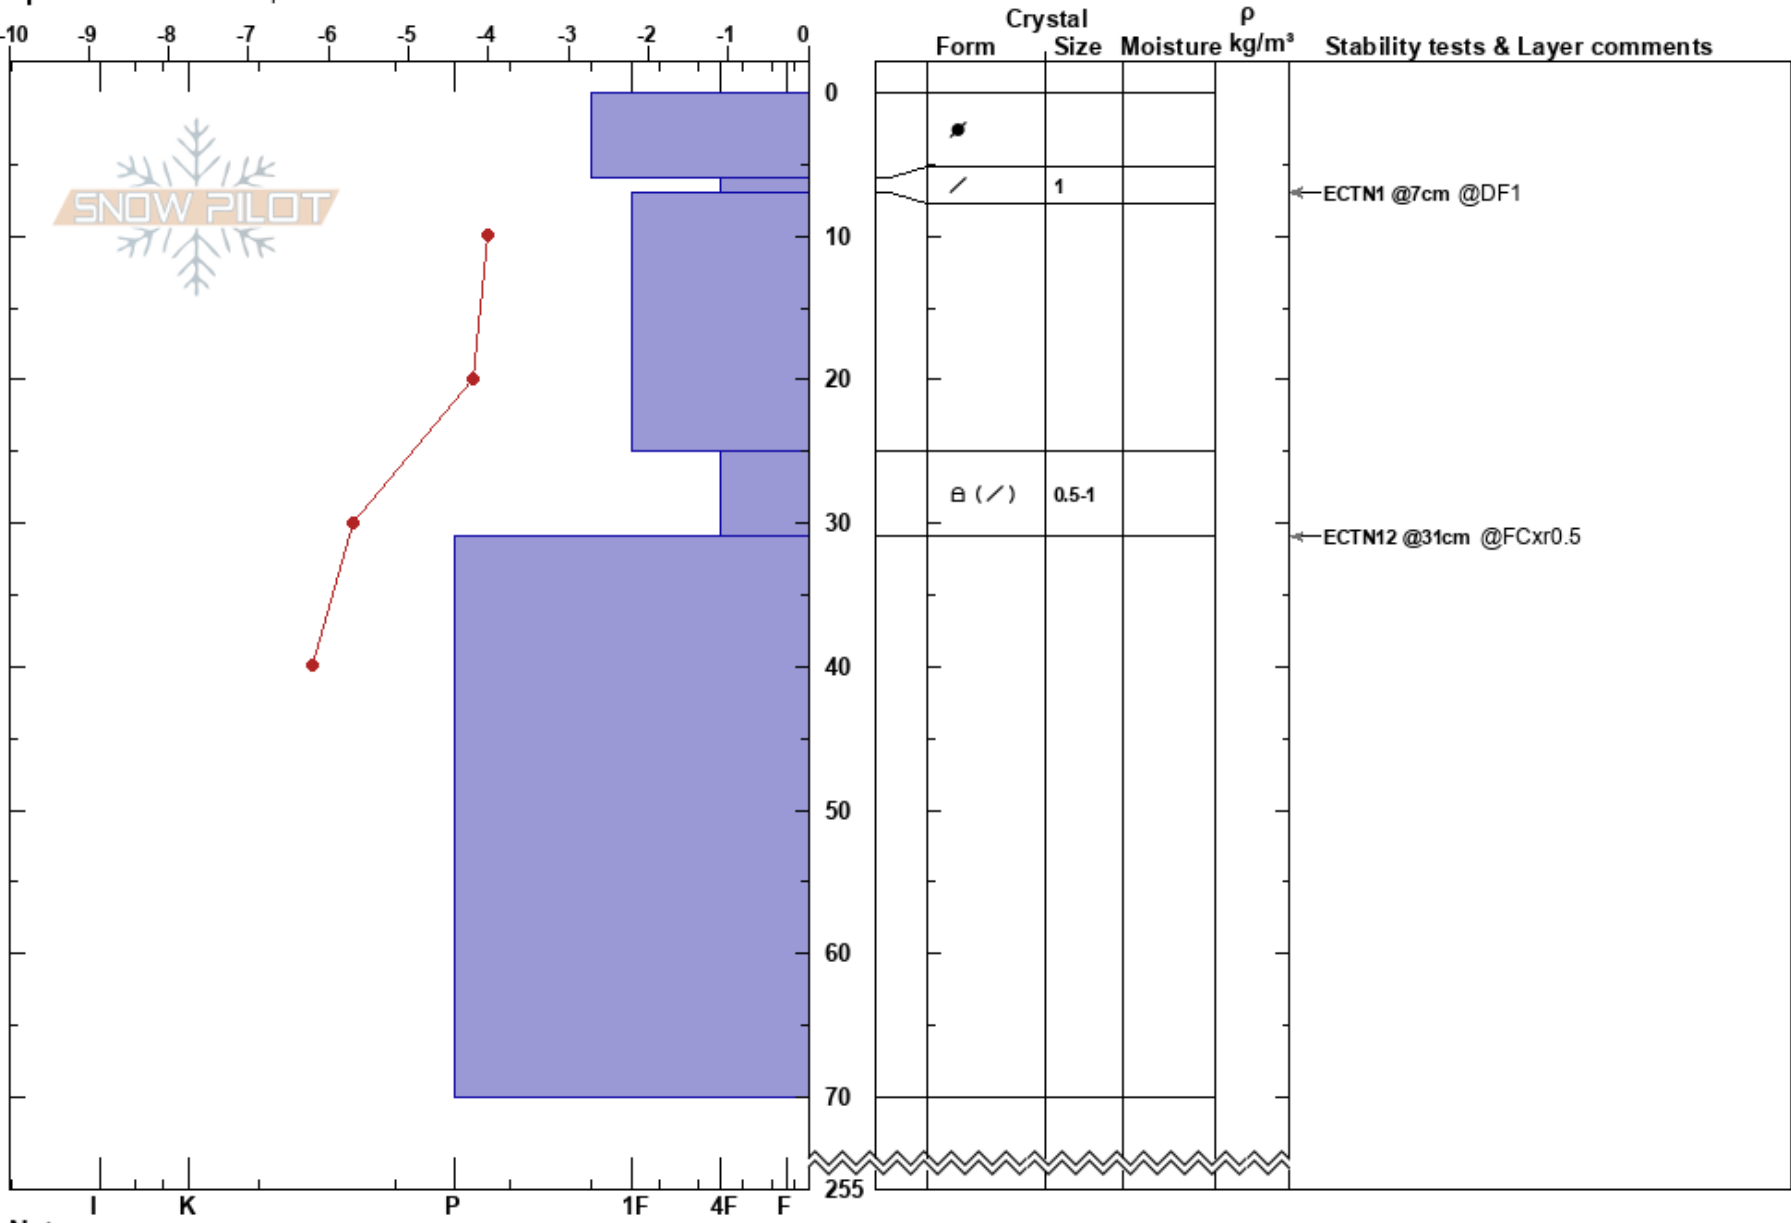 Crystal ρ
-10 -9 -8 -7 -6 -5 -4 -3 -2 -1 0 Form Size Moisture kg/m³ Stability tests & Layer comments
0
SNOW PILOT
1
ECTN1 @7cm @DF1
10
20
(/) 0.5-1
30
ECTN12 @31cm @FCxr0.5
40
50
60
70
255
I K P 1F 4F F